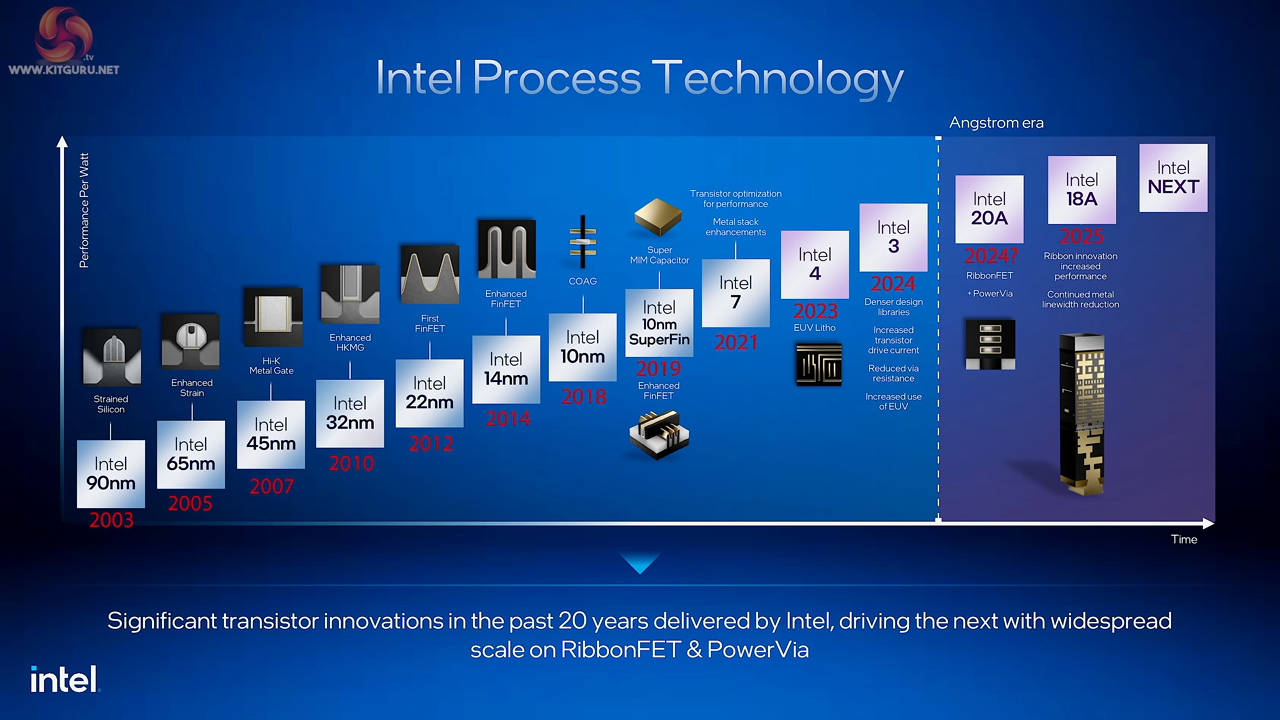 .tv
WWW.KITGURU.NET
Intel Process Technology
Angstrom era
Performance Per Watt
Strained
Silicon
Intel
90nm
2003
Enhanced
Strain
Intel
65nm
2005
Hi-K
Metal Gate
Intel
45nm
2007
Enhanced
HKMG
Intel
32nm
2010
First
FinFET
Intel
22nm
2012
Enhanced
FinFET
Intel
14nm
2014
COAG
Intel
10nm
2018
Super
MIM Capacitor
Intel
10nm
SuperFin
2019
Enhanced
FinFET
Transistor optimization
for performance
Metal stack
enhancements
Intel
7
2021
Intel
4
2023
EUV Litho
Intel
3
2024
Denser design
libraries
Increased
transistor
drive current
Reduced via
resistance
Increased use
of EUV
Intel
20A
2024?
RibbonFET
+ PowerVia
Intel
18A
2025
Ribbon innovation
increased
performance
Continued metal
linewidth reduction
Intel
NEXT
Time
Significant transistor innovations in the past 20 years delivered by Intel, driving the next with widespread
scale on RibbonFET & PowerVia
intel.